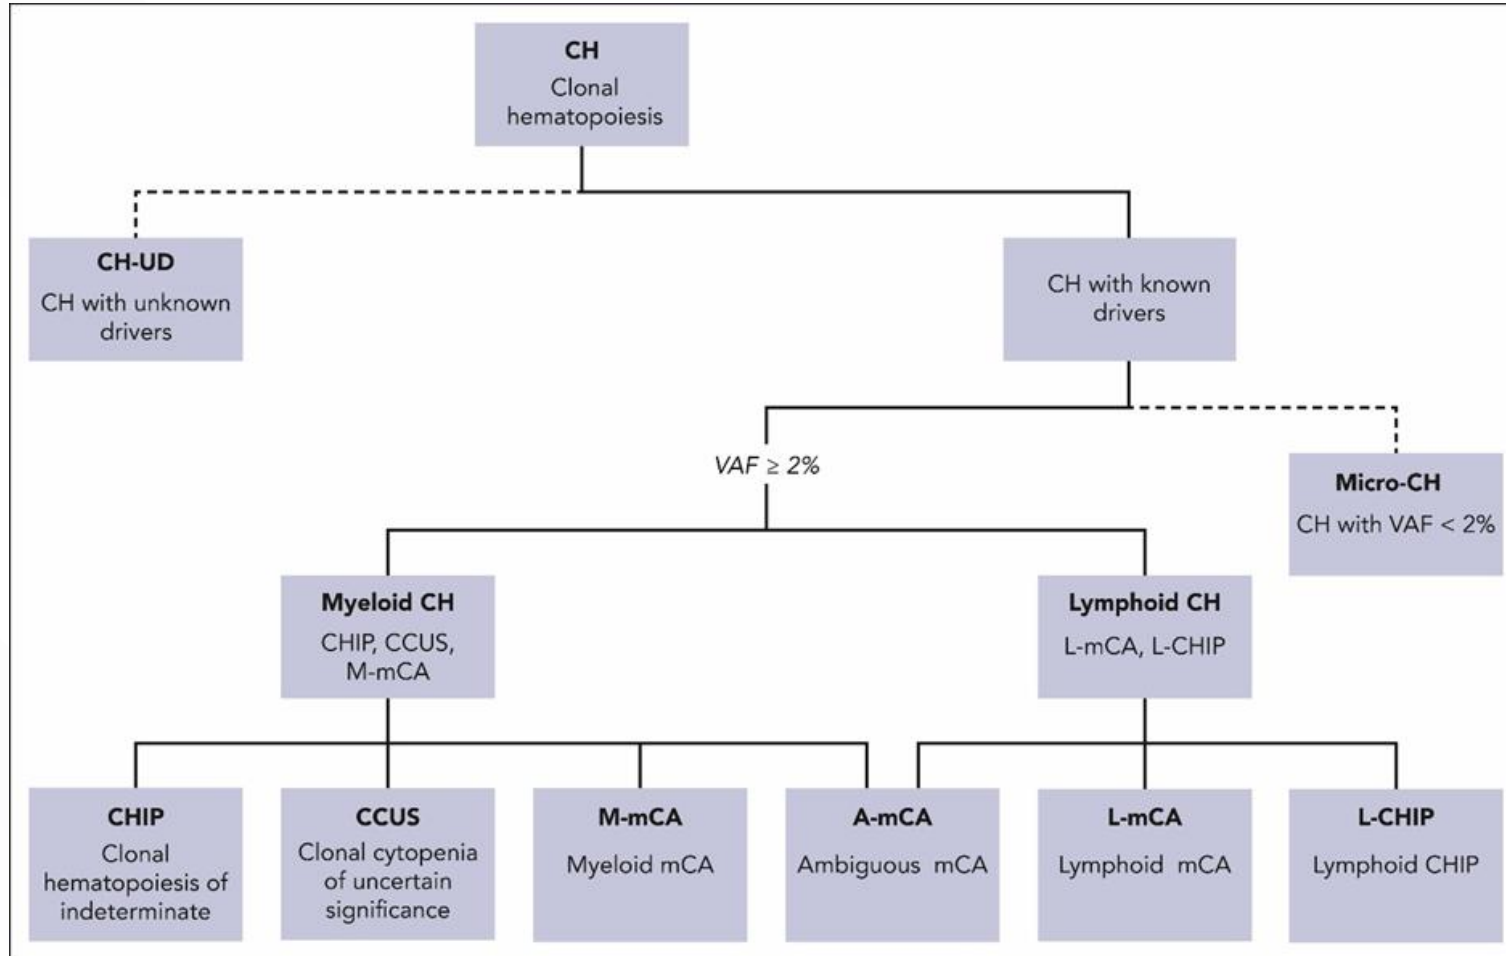 CH
Clonal
hematopoiesis
CH-UD
CH with unknown
drivers
CH with known
drivers
VAF ≥ 2%
Micro-CH
CH with VAF < 2%
Myeloid CH
CHIP, CCUS,
M-mCA
Lymphoid CH
L-mCA, L-CHIP
CHIP
Clonal
hematopoiesis of
indeterminate
CCUS
Clonal cytopenia
of uncertain
significance
M-mCA
Myeloid mCA
A-mCA
Ambiguous mCA
L-mCA
Lymphoid mCA
L-CHIP
Lymphoid CHIP